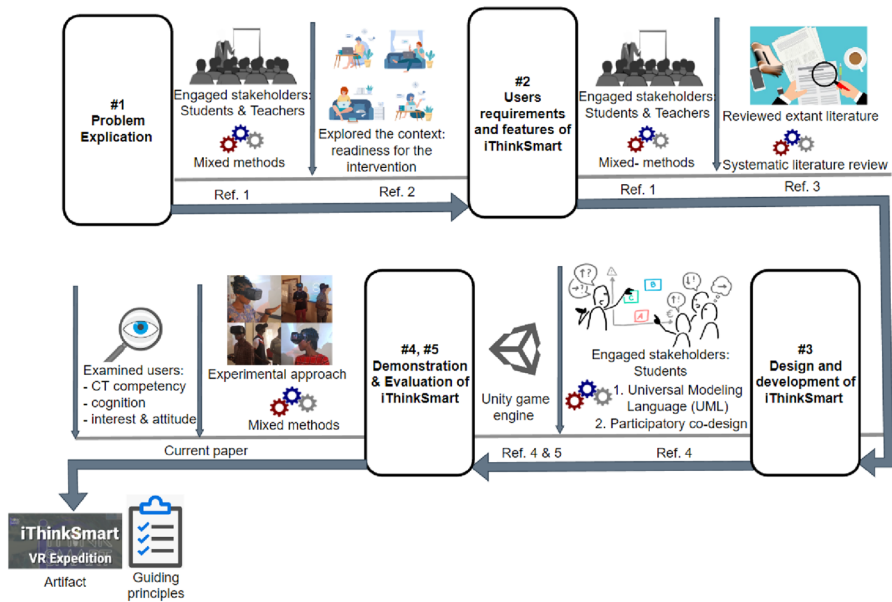 #1
Problem
Explication
Engaged stakeholders:
Students & Teachers
Mixed methods
Explored the context:
readiness for the
intervention
Ref. 1
Ref. 2
#2
Users
requirements
and features of
iThinkSmart
Engaged stakeholders:
Students & Teachers
Mixed- methods
Reviewed extant literature
Systematic literature review
Ref. 1
Ref. 3
Examined users:
- CT competency
- cognition
- interest & attitude
Experimental approach
Mixed methods
Current paper
#4, #5
Demonstration
& Evaluation of
iThinkSmart
Unity game
engine
Ref. 4 & 5
↑?
B
C
A
€
Engaged stakeholders:
Students
1. Universal Modeling
Language (UML)
2. Participatory co-design
Ref. 4
#3
Design and
development of
iThinkSmart
iThinkSmart
VR Expedition
Artifact
Guiding
principles